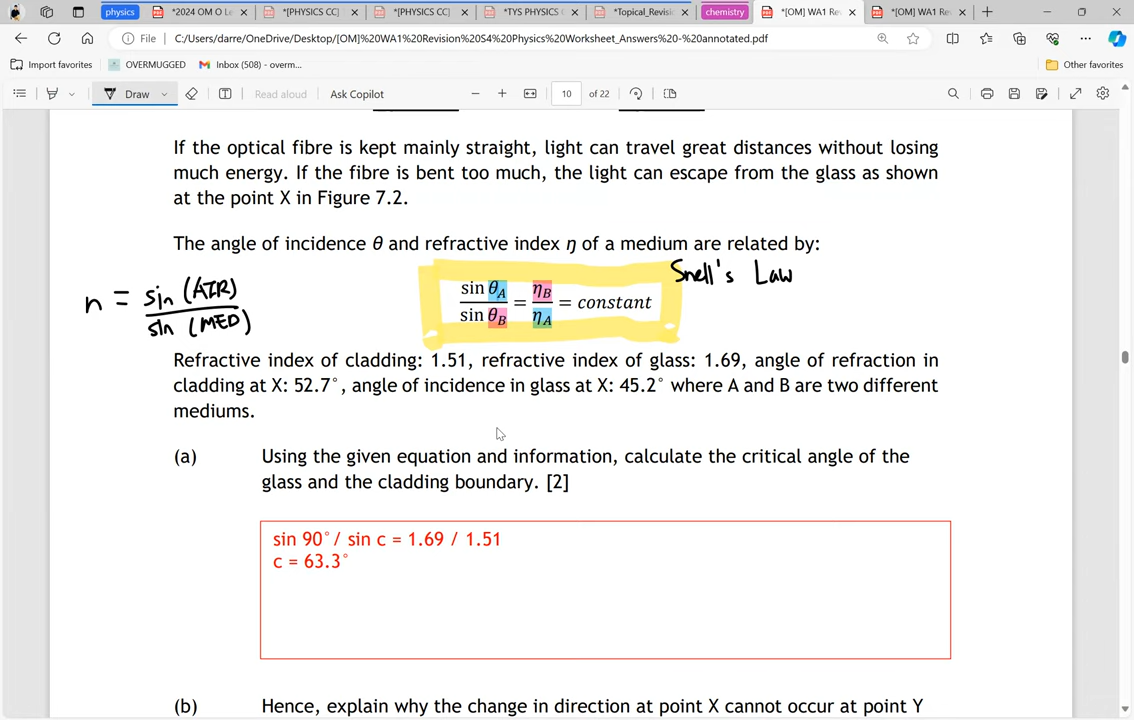 physics
*2024 OM O Le
*[PHYSICS CC]
*[PHYSICS CC]
*TYS PHYSICS
*Topical_Revisi
chemistry
*[OM] WA1 Rev
*[OM] WA1 Revis
File
C:/Users/darre/OneDrive/Desktop/[OM]%20WA1%20Revision%20S4%20Physics%20Worksheet_Answers%20-%20annotated.pdf
Import favorites
OVERMUGGED
Inbox (508) - overm...
Other favorites
Draw
Read aloud
Ask Copilot
10
of 22
If the optical fibre is kept mainly straight, light can travel great distances without losing
much energy. If the fibre is bent too much, the light can escape from the glass as shown
at the point X in Figure 7.2.
The angle of incidence θ and refractive index ŋ of a medium are related by:
Snell's Law
n = sin (AIR) / sin (MED)
sin θA / sin θB = ηB / ηA = constant
Refractive index of cladding: 1.51, refractive index of glass: 1.69, angle of refraction in
cladding at X: 52.7°, angle of incidence in glass at X: 45.2° where A and B are two different
mediums.
(a) Using the given equation and information, calculate the critical angle of the
glass and the cladding boundary. [2]
sin 90°/ sin c = 1.69 / 1.51
c = 63.3°
(b) Hence, explain why the change in direction at point X cannot occur at point Y